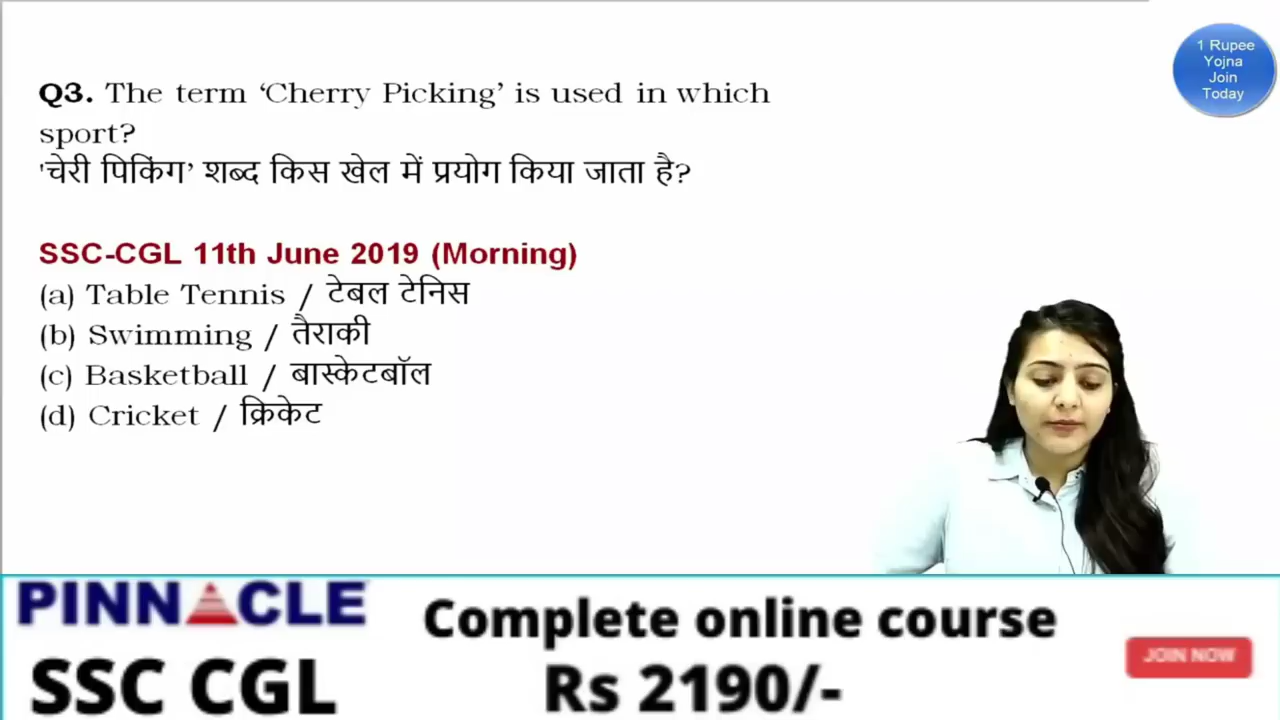 1 Rupee
Yojna
Join
Today
Q3. The term ‘Cherry Picking’ is used in which
sport?
'चेरी पिकिंग’ शब्द किस खेल में प्रयोग किया जाता है?
SSC-CGL 11th June 2019 (Morning)
(a) Table Tennis / टेबल टेनिस
(b) Swimming / तैराकी
(c) Basketball / बास्केटबॉल
(d) Cricket / क्रिकेट
PINNACLE
SSC CGL
Complete online course
Rs 2190/-
JOIN NOW